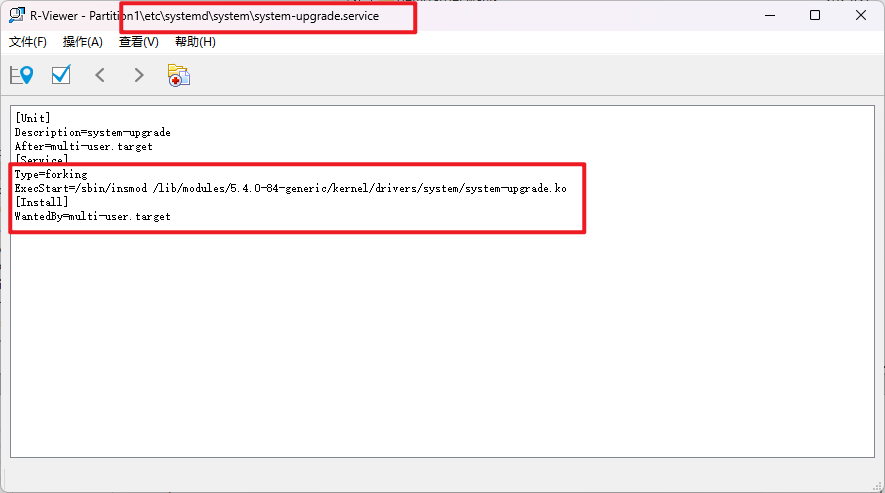 R-Viewer - Partition1\etc\systemd\system\system-upgrade.service
文件(F) 操作(A) 查看(V) 帮助(H)
[Unit]
Description=system-upgrade
After=multi-user.target
[Service]
Type=forking
ExecStart=/sbin/insmod /lib/modules/5.4.0-84-generic/kernel/drivers/system/system-upgrade.ko
[Install]
WantedBy=multi-user.target